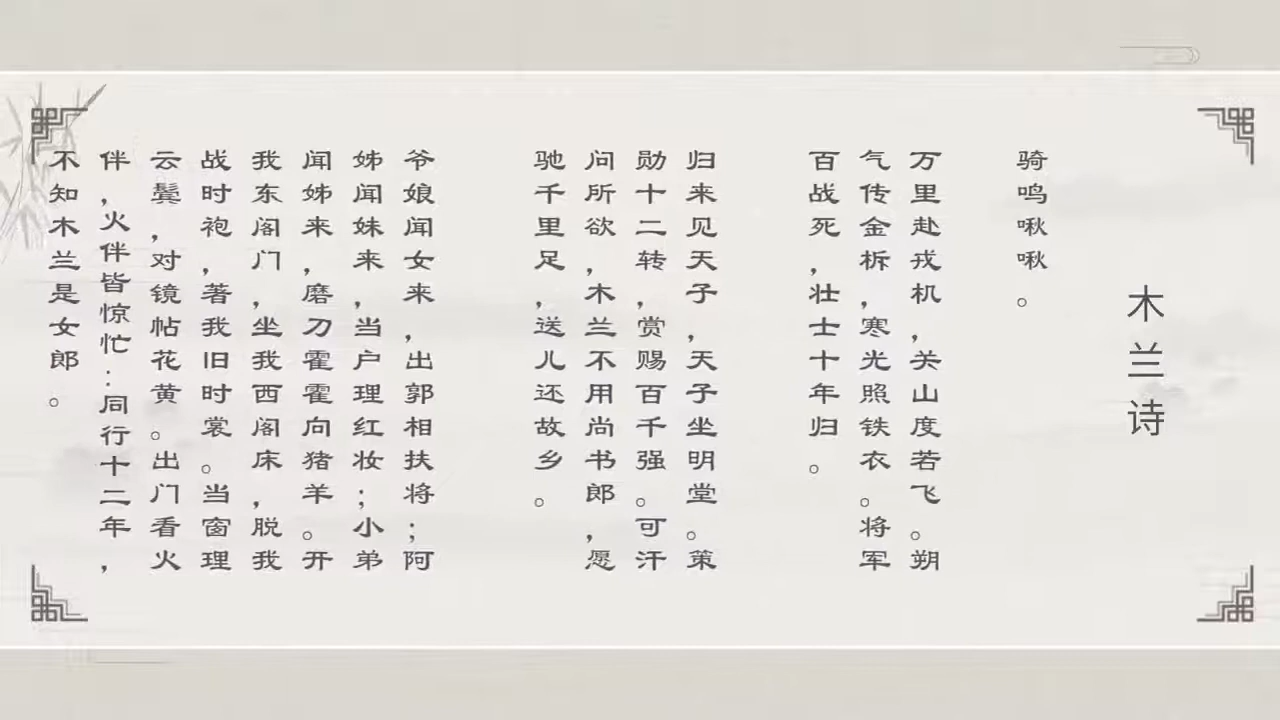 木兰诗
骑鸣啾啾。
万里赴戎机，关山度若飞。朔
气传金柝，寒光照铁衣。将军
百战死，壮士十年归。
归来见天子，天子坐明堂。策
勋十二转，赏赐百千强。可汗
问所欲，木兰不用尚书郎，愿
驰千里足，送儿还故乡。
爷娘闻女来，出郭相扶将；阿
姊闻妹来，当户理红妆；小弟
闻姊来，磨刀霍霍向猪羊。开
我东阁门，坐我西阁床，脱我
战时袍，著我旧时裳。当窗理
云鬓，对镜帖花黄。出门看火
伴，火伴皆惊忙：同行十二年，
不知木兰是女郎。